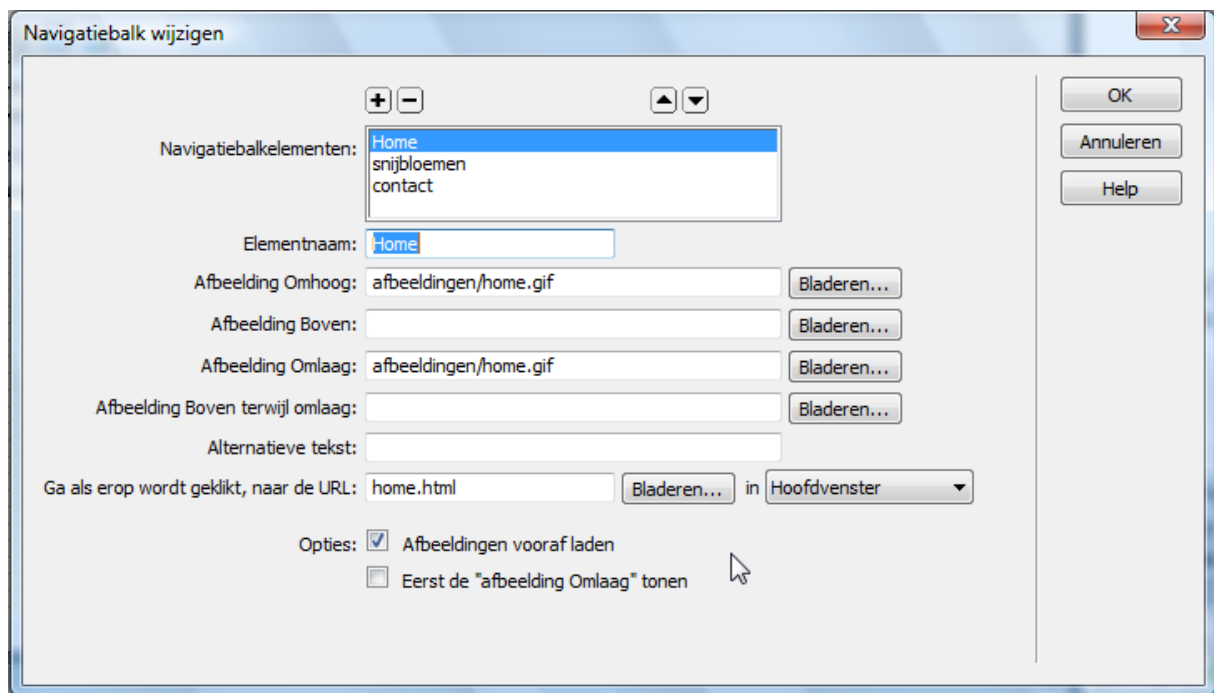 Navigatiebalk wijzigen
OK
Navigatiebalkelementen: Home
snijbloemen
contact
Annuleren
Help
Elementnaam: Home
Afbeelding Omhoog: afbeeldingen/home.gif Bladeren...
Afbeelding Boven: Bladeren...
Afbeelding Omlaag: afbeeldingen/home.gif Bladeren...
Afbeelding Boven terwijl omlaag: Bladeren...
Alternatieve tekst:
Ga als erop wordt geklikt, naar de URL: home.html Bladeren... in Hoofdvenster
Opties: Afbeeldingen vooraf laden
Eerst de "afbeelding Omlaag" tonen